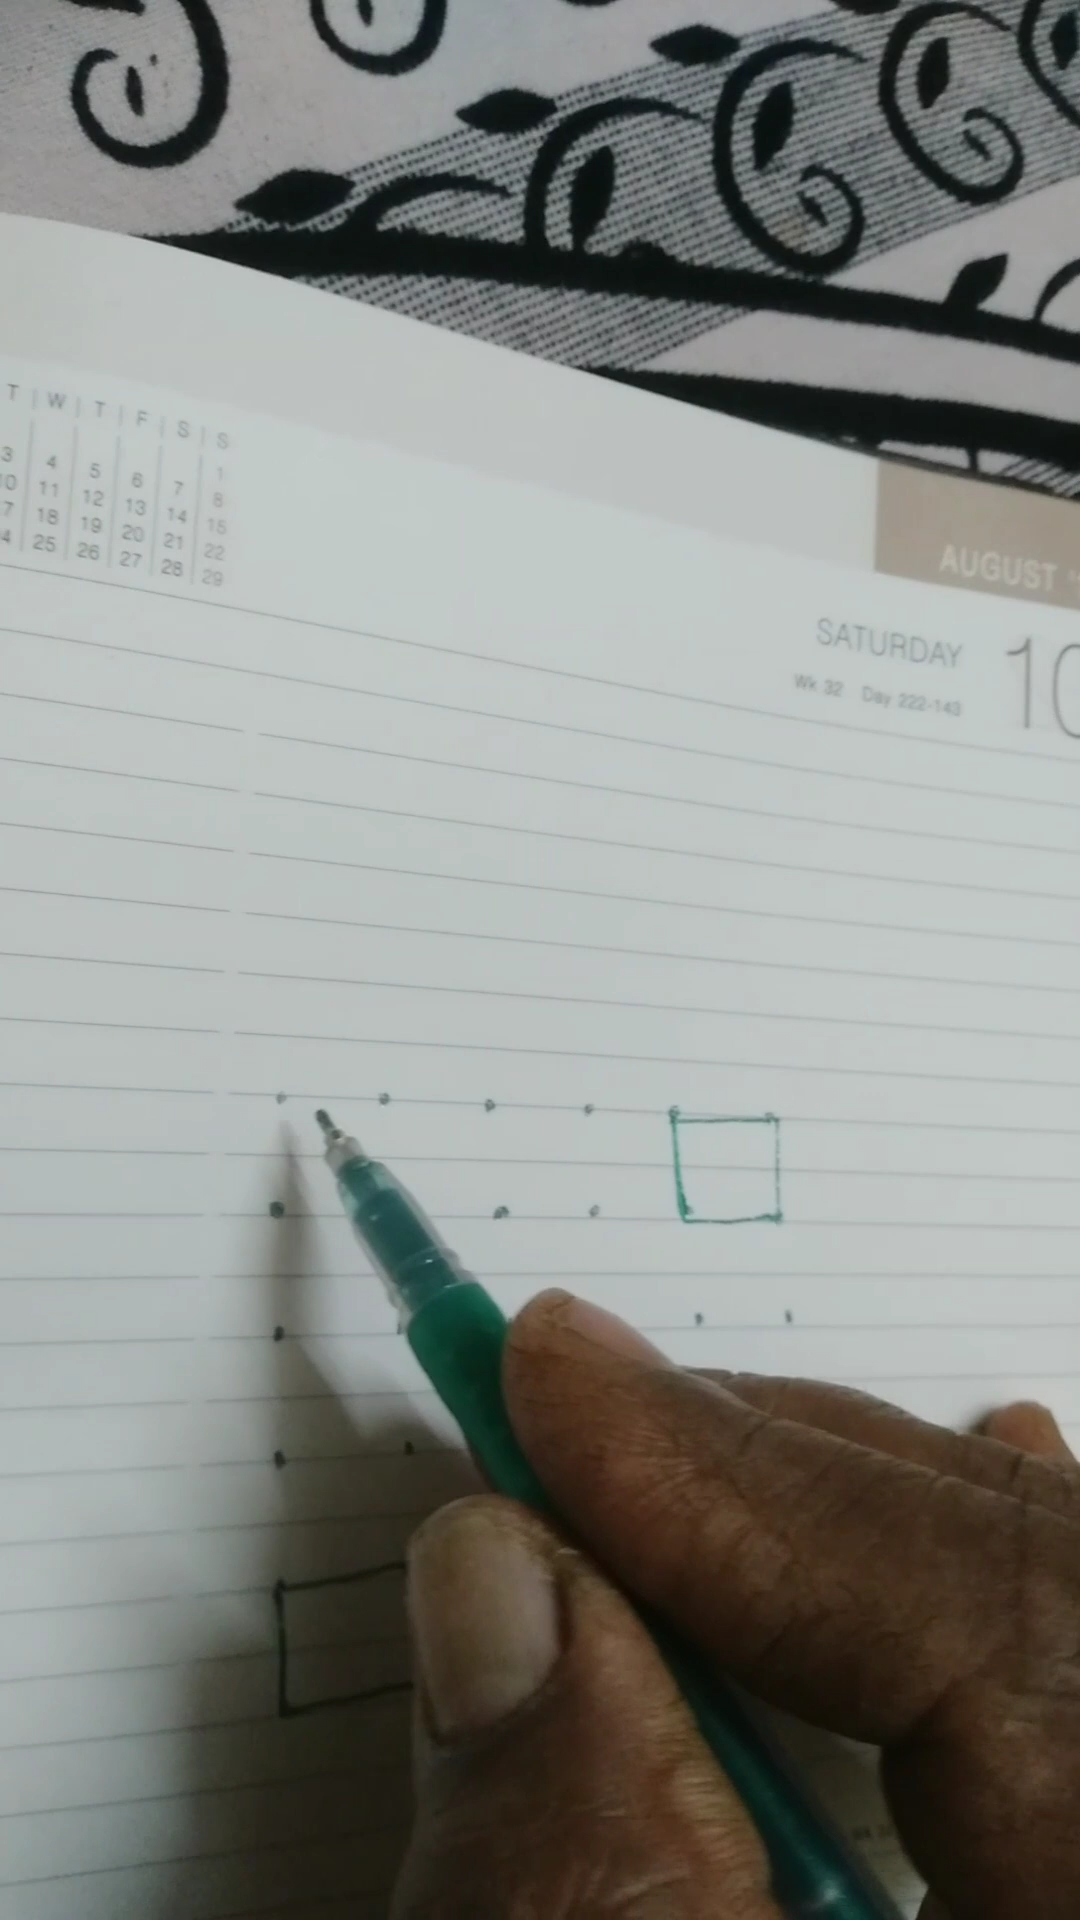 T | W | T | F | S | S
1
3 4 5 6 7 8
10 11 12 13 14 15
17 18 19 20 21 22
24 25 26 27 28 29
AUGUST
SATURDAY 10
Wk 32 Day 222-143